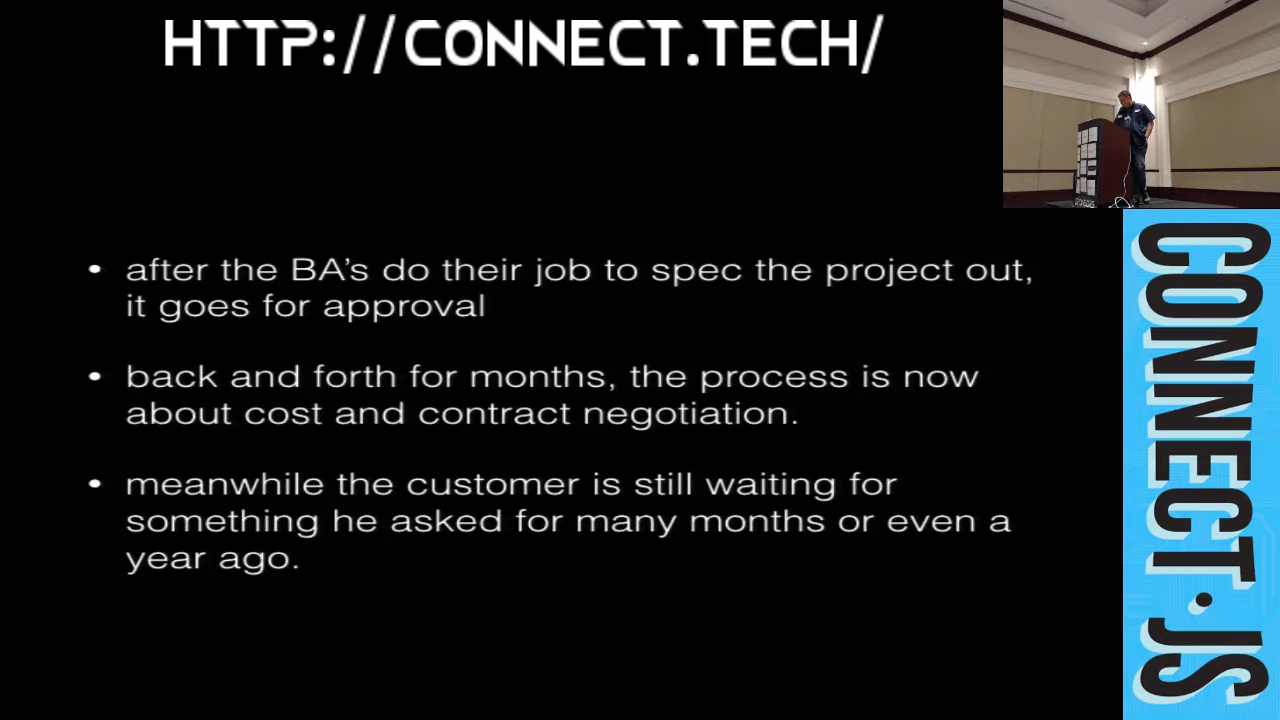 HTTP://CONNECT.TECH/
• after the BA's do their job to spec the project out,
it goes for approval
• back and forth for months, the process is now
about cost and contract negotiation.
• meanwhile the customer is still waiting for
something he asked for many months or even a
year ago.
CONNECT.JS